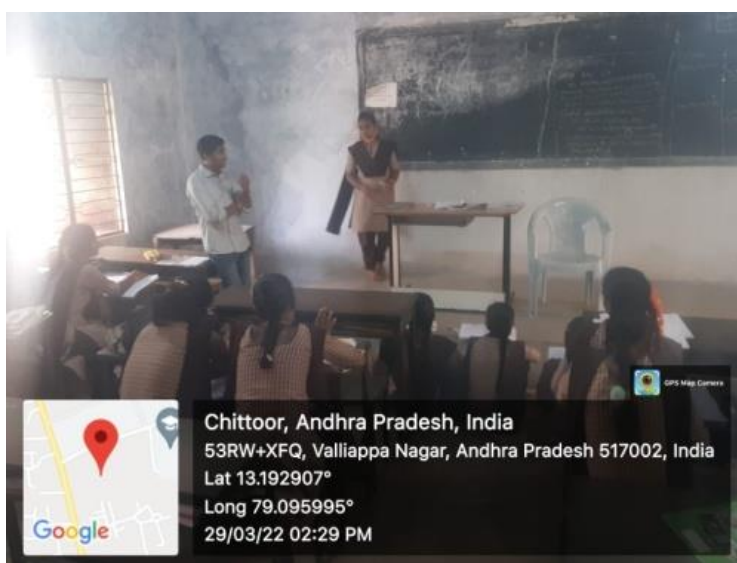 GPS Map Camera
Chittoor, Andhra Pradesh, India
53RW+XFQ, Valliappa Nagar, Andhra Pradesh 517002, India
Lat 13.192907°
Long 79.095995°
29/03/22 02:29 PM
Google